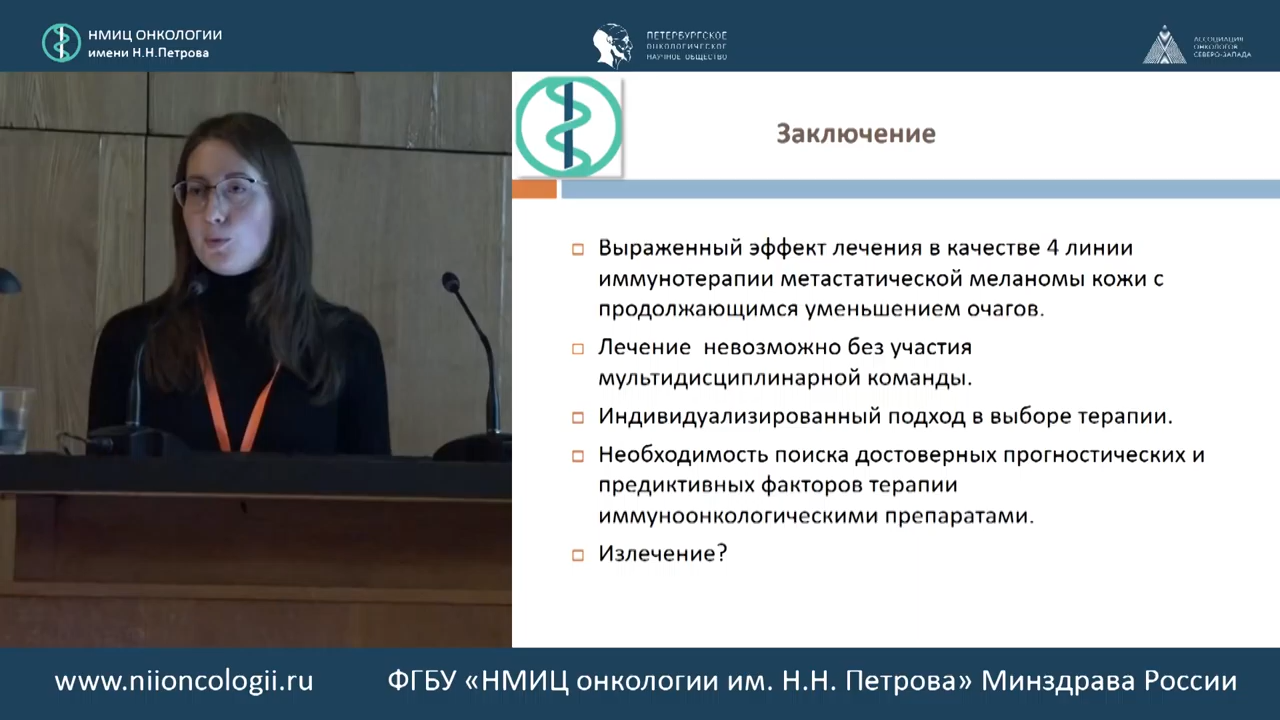 НМИЦ ОНКОЛОГИИ
имени Н.Н.Петрова
ПЕТЕРБУРГСКОЕ
ОНКОЛОГИЧЕСКОЕ
НАУЧНОЕ ОБЩЕСТВО
АССОЦИАЦИЯ
ОНКОЛОГОВ
СЕВЕРО-ЗАПАДА
Заключение
Выраженный эффект лечения в качестве 4 линии
иммунотерапии метастатической меланомы кожи с
продолжающимся уменьшением очагов.
Лечение невозможно без участия
мультидисциплинарной команды.
Индивидуализированный подход в выборе терапии.
Необходимость поиска достоверных прогностических и
предиктивных факторов терапии
иммуноонкологическими препаратами.
Излечение?
www.niioncologii.ru
ФГБУ «НМИЦ онкологии им. Н.Н. Петрова» Минздрава России